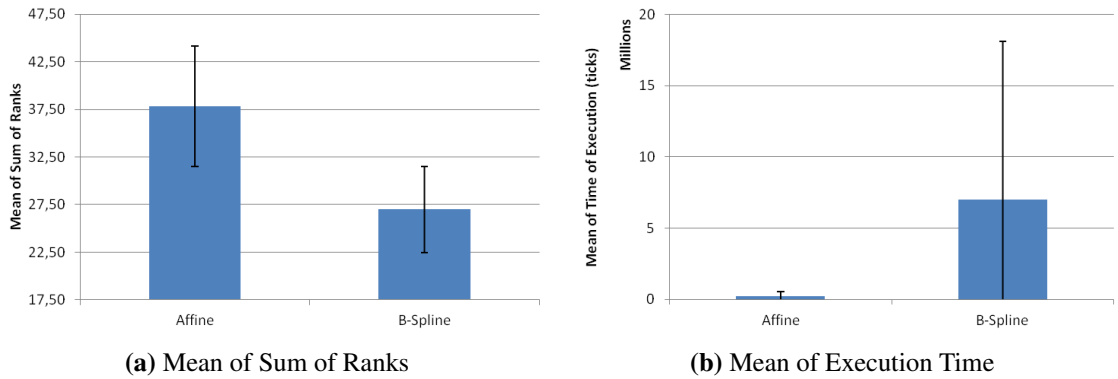 Mean of Sum of Ranks
47,50
42,50
37,50
32,50
27,50
22,50
17,50
Affine
B-Spline
(a) Mean of Sum of Ranks
Mean of Time of Execution (ticks)
Millions
20
15
10
5
0
Affine
B-Spline
(b) Mean of Execution Time